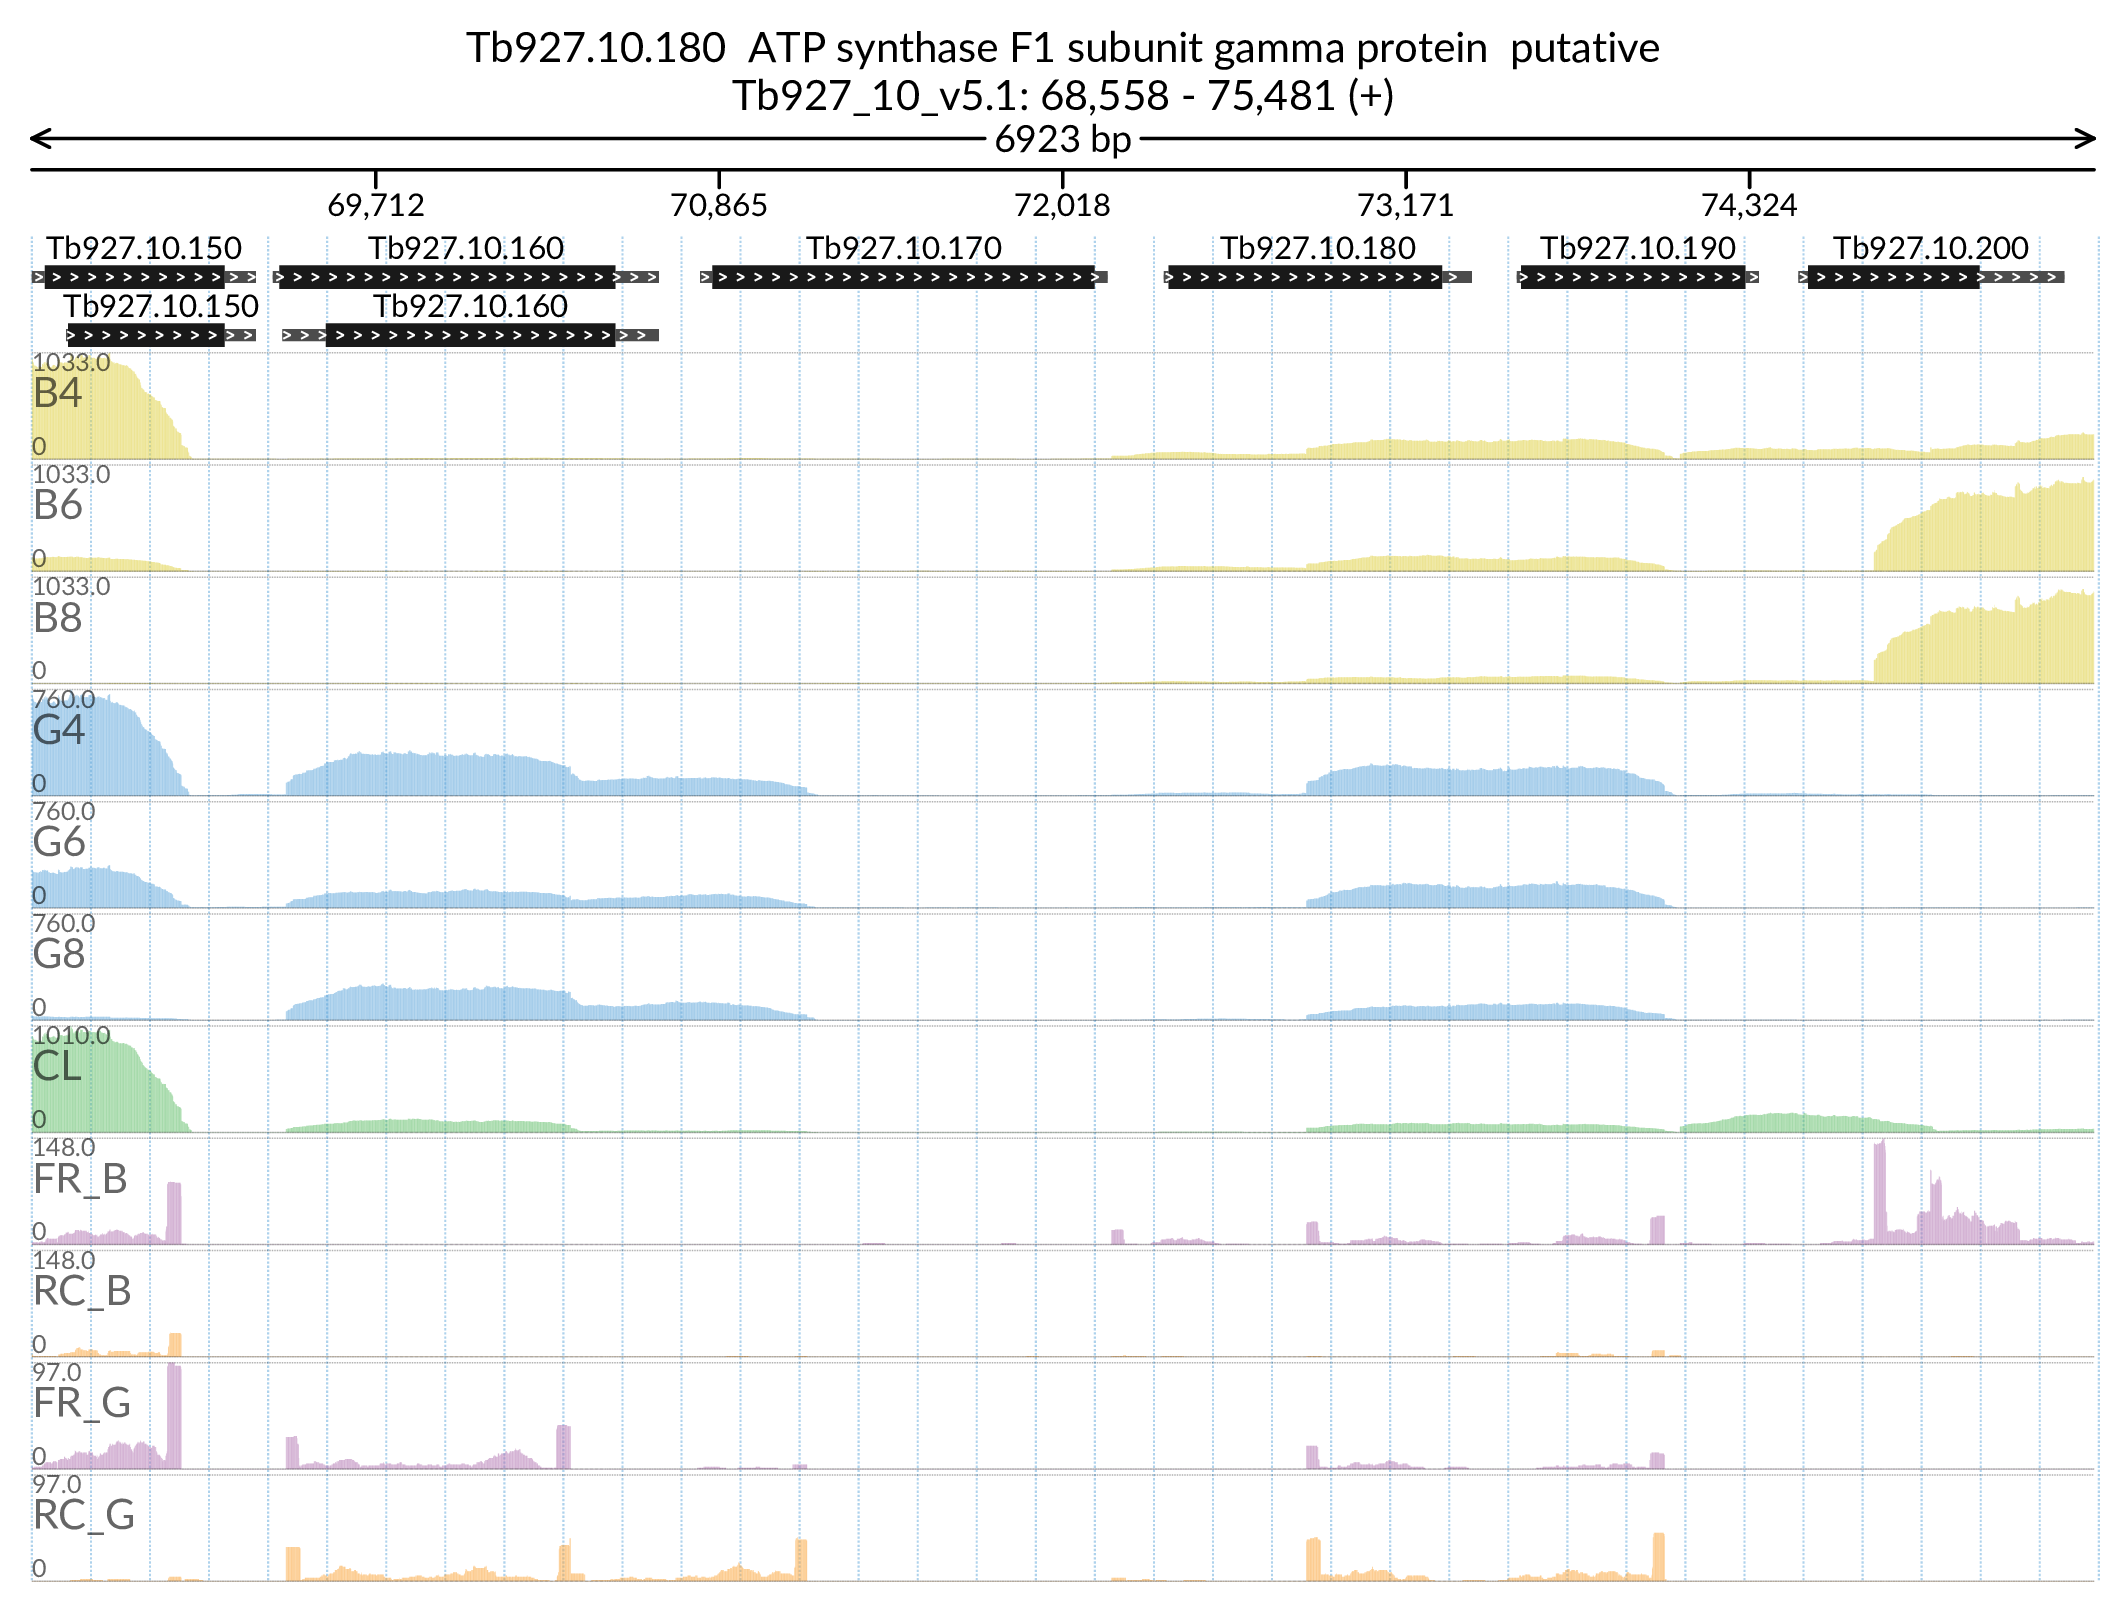 Tb927.10.180  ATP synthase F1 subunit gamma protein  putative
Tb927_10_v5.1: 68,558 - 75,481 (+)
6923 bp
69,712 70,865 72,018 73,171 74,324
Tb927.10.150 Tb927.10.160 Tb927.10.170 Tb927.10.180 Tb927.10.190 Tb927.10.200
Tb927.10.150 Tb927.10.160
1033.0
B4
0
1033.0
B6
0
1033.0
B8
0
760.0
G4
0
760.0
G6
0
760.0
G8
0
1010.0
CL
0
148.0
FR_B
0
148.0
RC_B
0
97.0
FR_G
0
97.0
RC_G
0